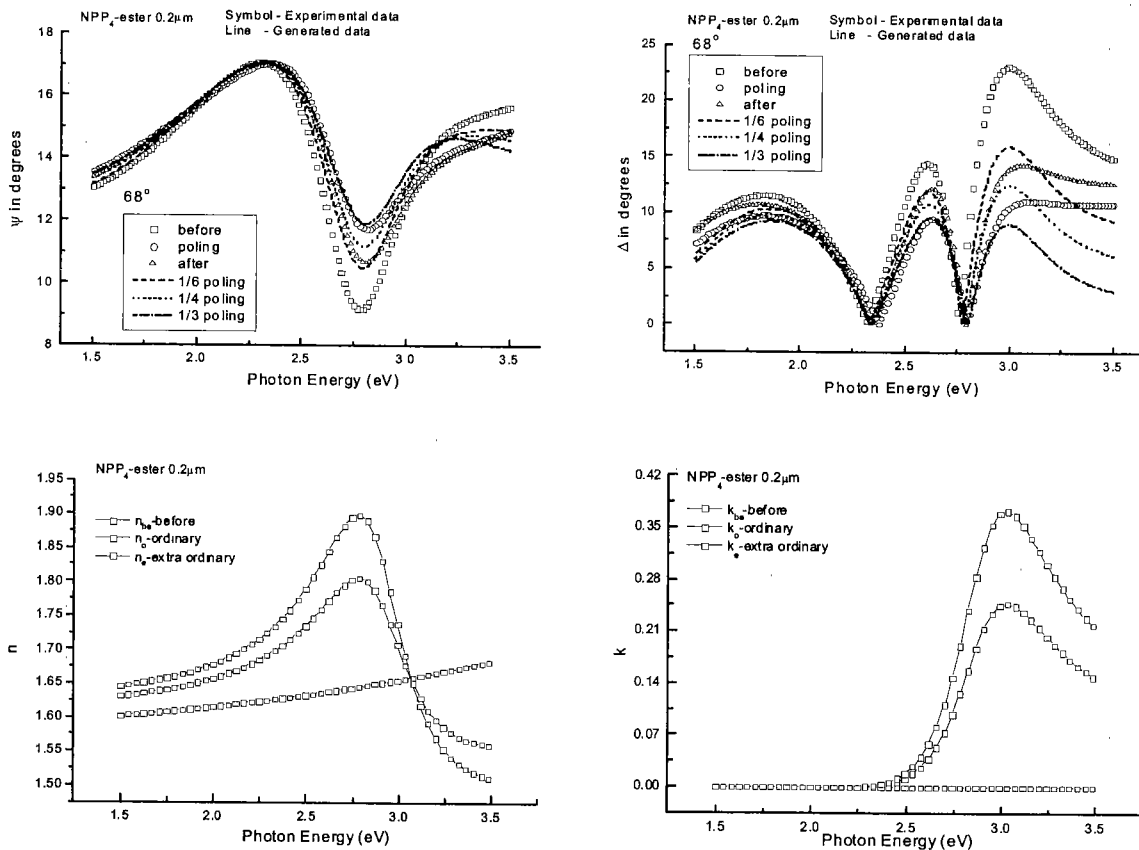 NPP4-ester 0.2μm
Symbol - Experimental data
Line - Generated data
68°
before
poling
after
1/6 poling
1/4 poling
1/3 poling
ψ in degrees
18
16
14
12
10
8
1.5 2.0 2.5 3.0 3.5
Photon Energy (eV)
NPP4-ester 0.2μm
Symbol - Experimental data
Line - Generated data
68°
before
poling
after
1/6 poling
1/4 poling
1/3 poling
Δ in degrees
25
20
15
10
5
0
1.5 2.0 2.5 3.0 3.5
Photon Energy (eV)
NPP4-ester 0.2μm
nbe-before
no-ordinary
ne-extra ordinary
n
1.95
1.90
1.85
1.80
1.75
1.70
1.65
1.60
1.55
1.50
1.5 2.0 2.5 3.0 3.5
Photon Energy (eV)
NPP4-ester 0.2μm
kbe-before
ko-ordinary
ke-extra ordinary
k
0.42
0.35
0.28
0.21
0.14
0.07
0.00
1.5 2.0 2.5 3.0 3.5
Photon Energy (eV)